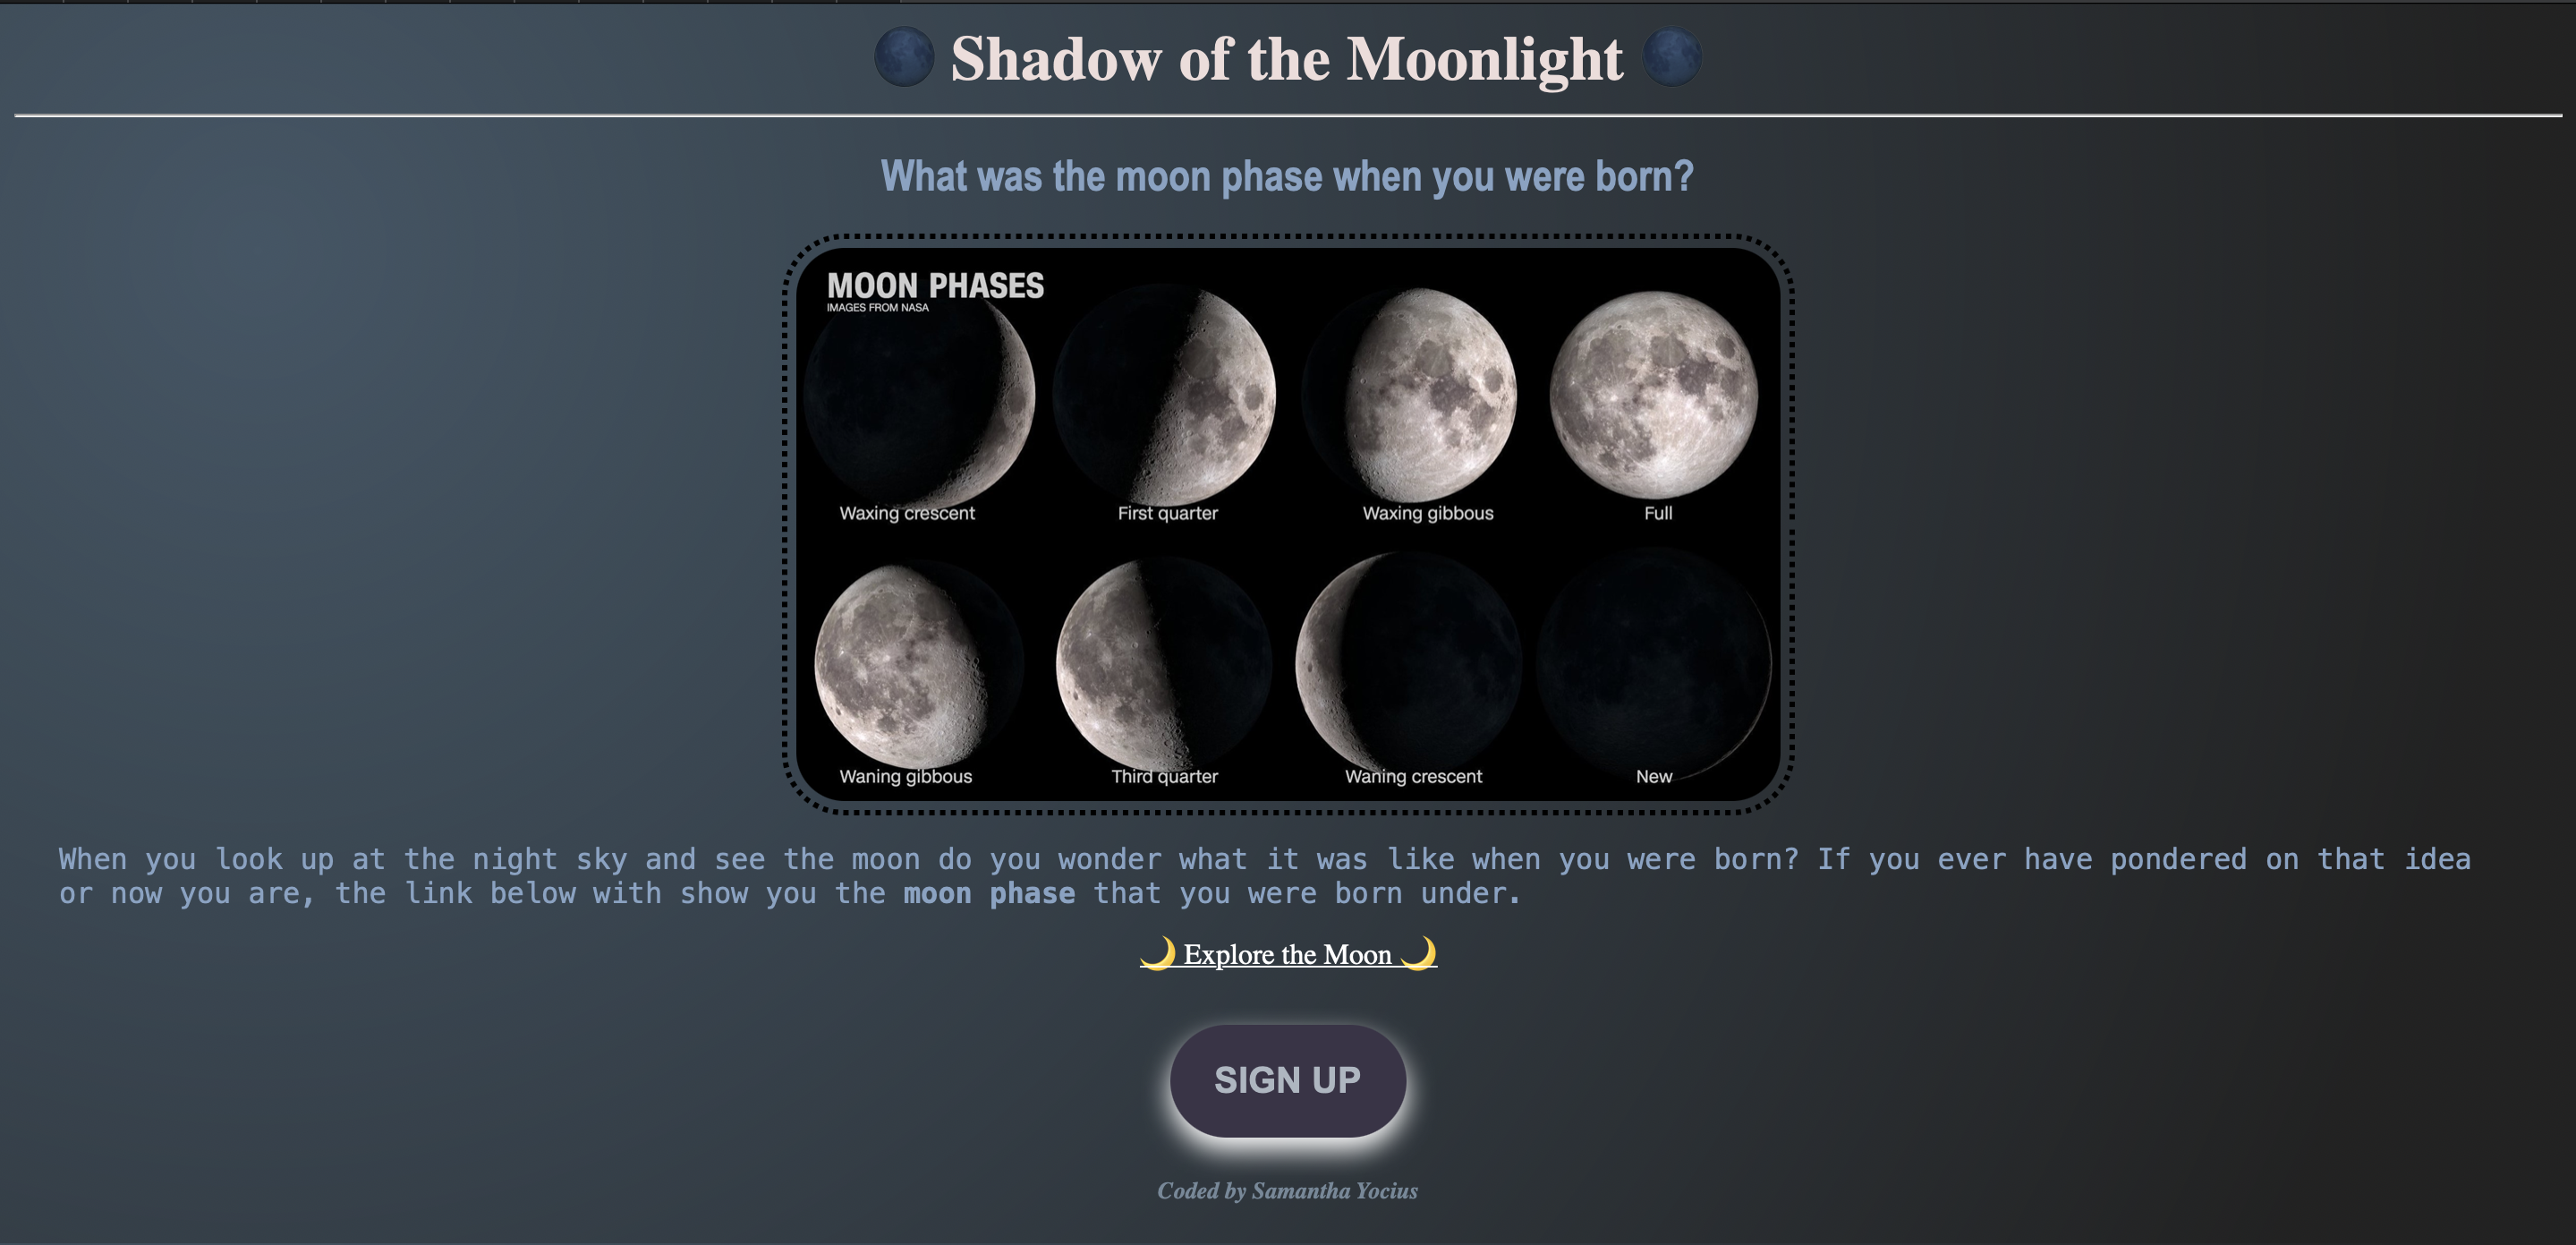 🌑 Shadow of the Moonlight 🌑
What was the moon phase when you were born?
MOON PHASES
IMAGES FROM NASA
Waxing crescent
First quarter
Waxing gibbous
Full
Waning gibbous
Third quarter
Waning crescent
New
When you look up at the night sky and see the moon do you wonder what it was like when you were born? If you ever have pondered on that idea
or now you are, the link below with show you the moon phase that you were born under.
🌙 Explore the Moon 🌙
SIGN UP
Coded by Samantha Yocius